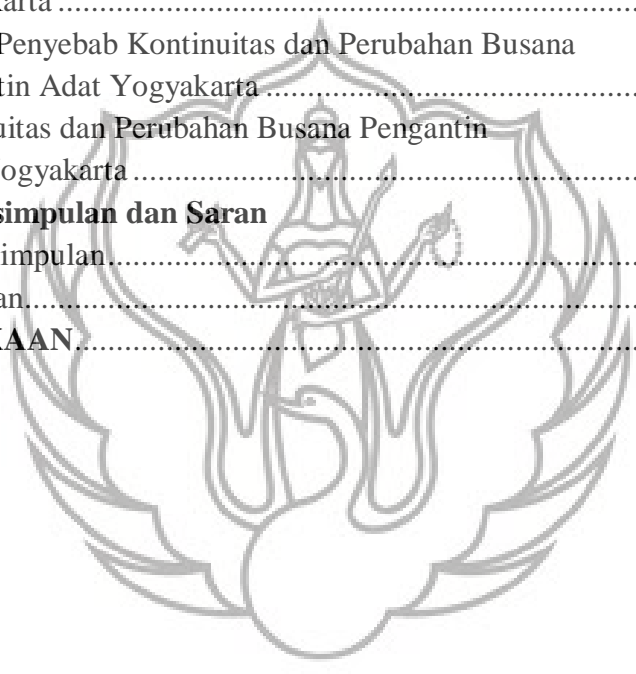 karta ........................................................................
Penyebab Kontinuitas dan Perubahan Busana
tin Adat Yogyakarta ........................................................
uitas dan Perubahan Busana Pengantin
ogyakarta ................................................................
simpulan dan Saran
impulan.....................................................................
an................................................................................
KAAN.........................................................................